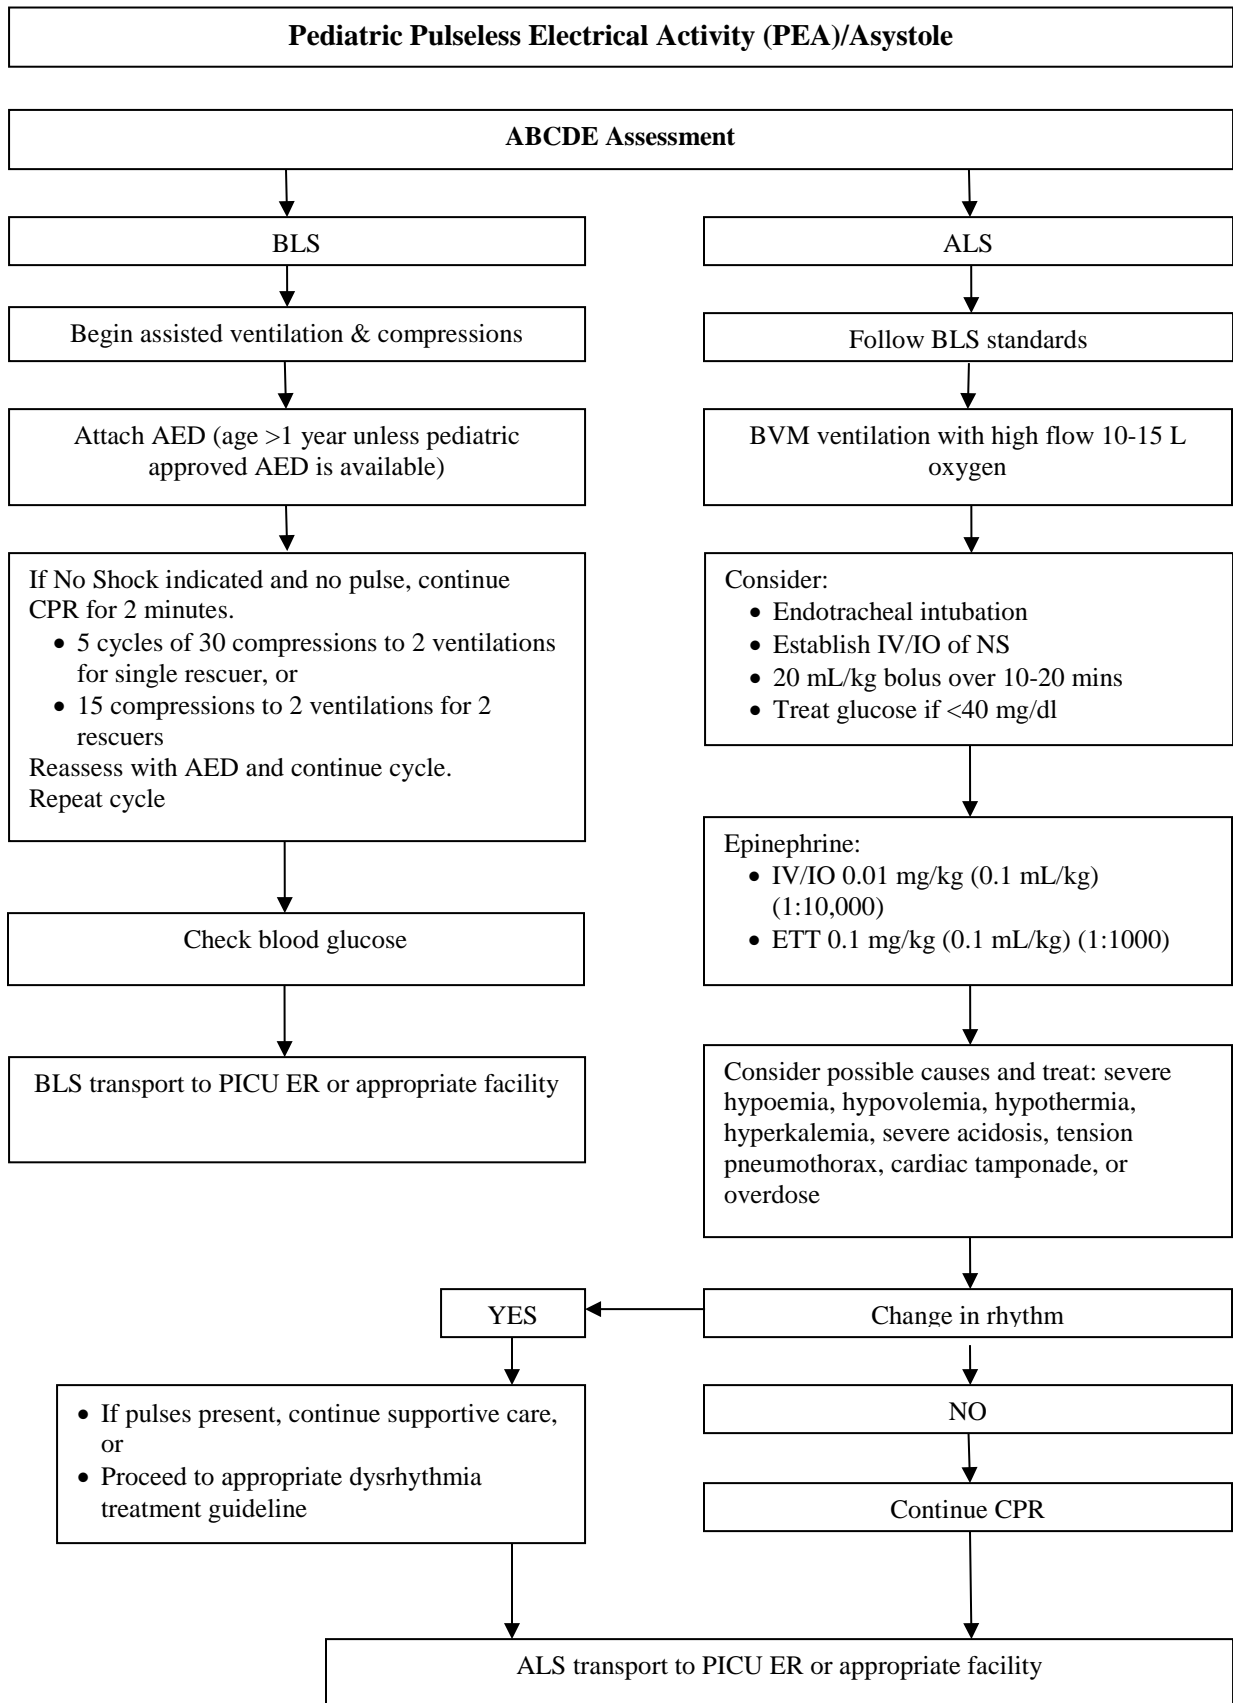 Pediatric Pulseless Electrical Activity (PEA)/Asystole
ABCDE Assessment
BLS
Begin assisted ventilation & compressions
Attach AED (age >1 year unless pediatric
approved AED is available)
If No Shock indicated and no pulse, continue
CPR for 2 minutes.
• 5 cycles of 30 compressions to 2 ventilations
for single rescuer, or
• 15 compressions to 2 ventilations for 2
rescuers
Reassess with AED and continue cycle.
Repeat cycle
Check blood glucose
BLS transport to PICU ER or appropriate facility
ALS
Follow BLS standards
BVM ventilation with high flow 10-15 L
oxygen
Consider:
• Endotracheal intubation
• Establish IV/IO of NS
• 20 mL/kg bolus over 10-20 mins
• Treat glucose if <40 mg/dl
Epinephrine:
• IV/IO 0.01 mg/kg (0.1 mL/kg)
(1:10,000)
• ETT 0.1 mg/kg (0.1 mL/kg) (1:1000)
Consider possible causes and treat: severe
hypoemia, hypovolemia, hypothermia,
hyperkalemia, severe acidosis, tension
pneumothorax, cardiac tamponade, or
overdose
Change in rhythm
YES
• If pulses present, continue supportive care,
or
• Proceed to appropriate dysrhythmia
treatment guideline
NO
Continue CPR
ALS transport to PICU ER or appropriate facility